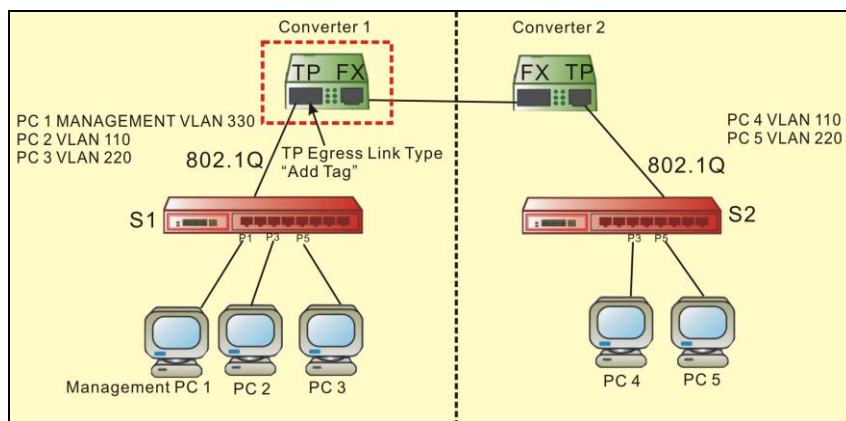 Converter 1
Converter 2
TP FX
FX TP
PC 1 MANAGEMENT VLAN 330
PC 2 VLAN 110
PC 3 VLAN 220
PC 4 VLAN 110
PC 5 VLAN 220
TP Egress Link Type
“Add Tag”
802.1Q
802.1Q
S1
S2
P1 P3 P5
P3 P5
Management PC 1
PC 2
PC 3
PC 4
PC 5